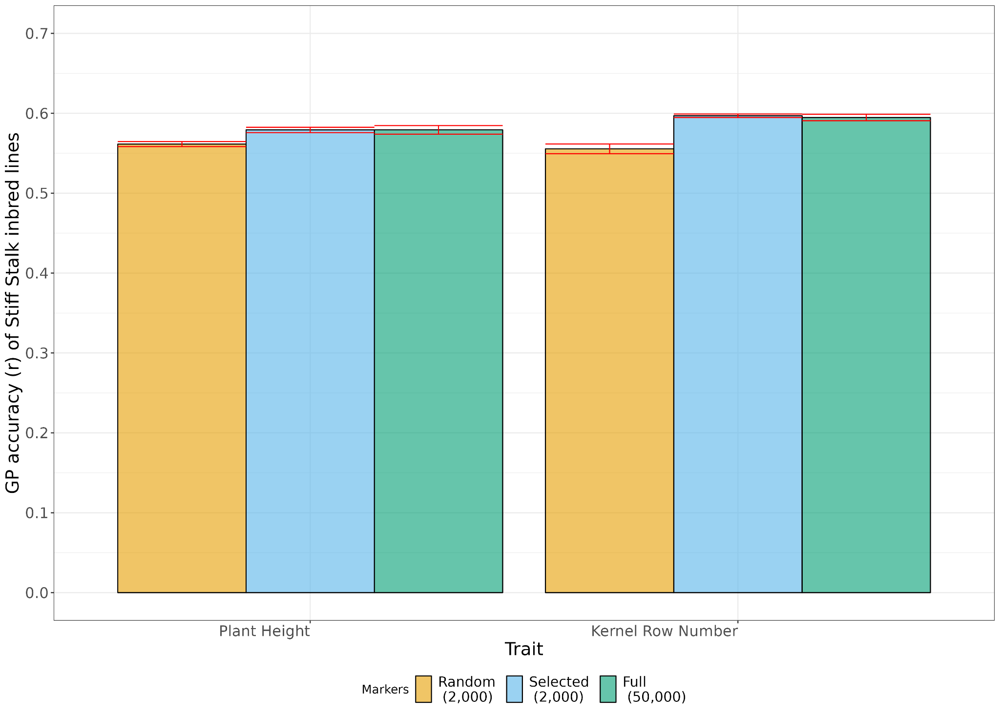 GP accuracy (r) of Stiff Stalk inbred lines
0.7
0.6
0.5
0.4
0.3
0.2
0.1
0.0
Plant Height
Kernel Row Number
Trait
Markers
Random
(2,000)
Selected
(2,000)
Full
(50,000)